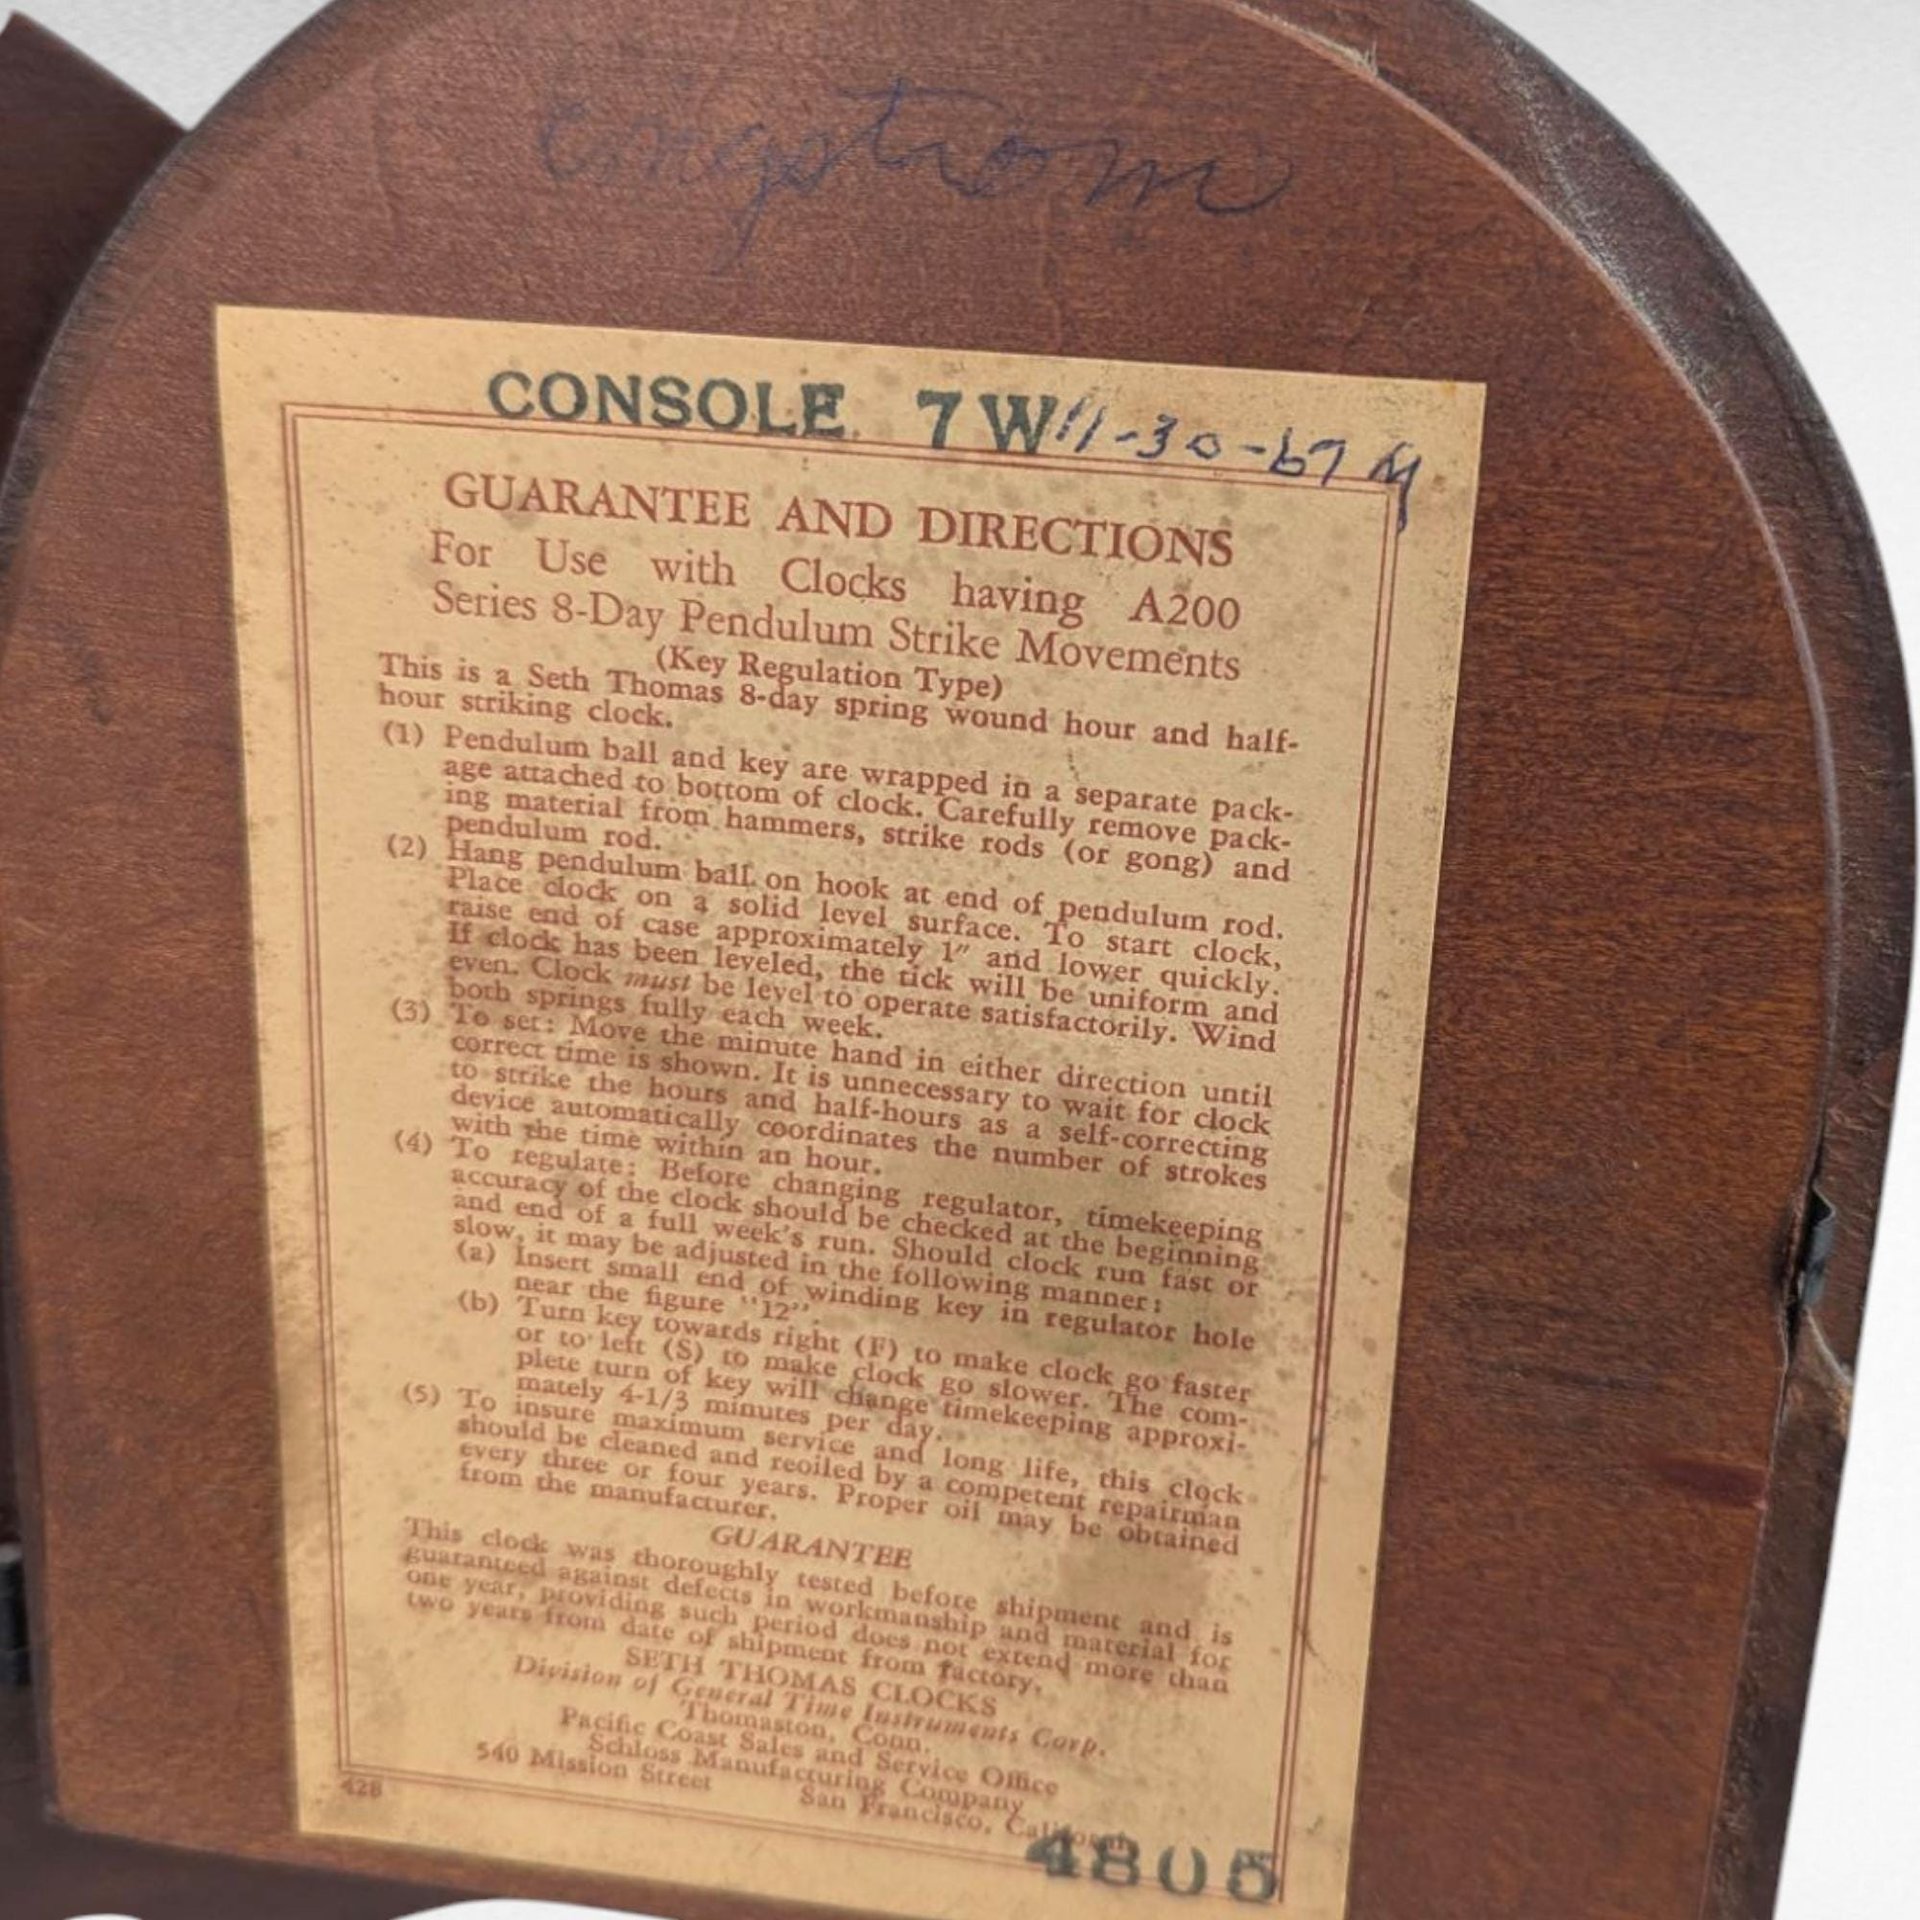 CONSOLE 7W 11-30-67
GUARANTEE AND DIRECTIONS
For Use with Clocks having A200
Series 8-Day Pendulum Strike Movements
(Key Regulation Type)
This is a Seth Thomas 8-day spring wound hour and half-
hour striking clock.
(1) Pendulum ball and key are wrapped in a separate pack-
age attached to bottom of clock. Carefully remove pack-
ing material from hammers, strike rods (or gong) and
pendulum rod.
(2) Hang pendulum ball on hook at end of pendulum rod.
Place clock on a solid level surface. To start clock,
raise end of case approximately 1" and lower quickly.
If clock has been leveled, the tick will be uniform and
even. Clock must be level to operate satisfactorily. Wind
both springs fully each week.
(3) To set: Move the minute hand in either direction until
correct time is shown. It is unnecessary to wait for clock
to strike the hours and half-hours as a self-correcting
device automatically coordinates the number of strokes
with the time within an hour.
(4) To regulate: Before changing regulator, timekeeping
accuracy of the clock should be checked at the beginning
and end of a full week's run. Should clock run fast or
slow, it may be adjusted in the following manner:
(a) Insert small end of winding key in regulator hole
near the figure "12".
(b) Turn key towards right (F) to make clock go faster
or to left (S) to make clock go slower. The com-
plete turn of key will change timekeeping approxi-
mately 4-1/3 minutes per day.
(5) To insure maximum service and long life, this clock
should be cleaned and reoiled by a competent repairman
every three or four years. Proper oil may be obtained
from the manufacturer.
GUARANTEE
This clock was thoroughly tested before shipment and is
guaranteed against defects in workmanship and material for
one year, providing such period does not extend more than
two years from date of shipment from factory.
SETH THOMAS CLOCKS
Division of General Time Instruments Corp.
Thomaston, Conn.
Pacific Coast Sales and Service Office
Schloss Manufacturing Company
540 Mission Street San Francisco, California
428
4805